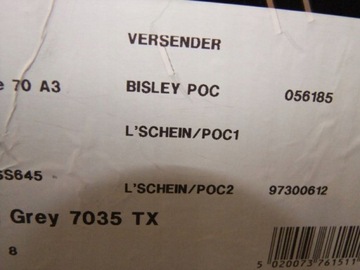 VERSENDER
e 70 A3 BISLEY POC 056185
L'SCHEIN/POC1
SS645
L'SCHEIN/POC2 97300612
Grey 7035 TX
8
5 020073 761511